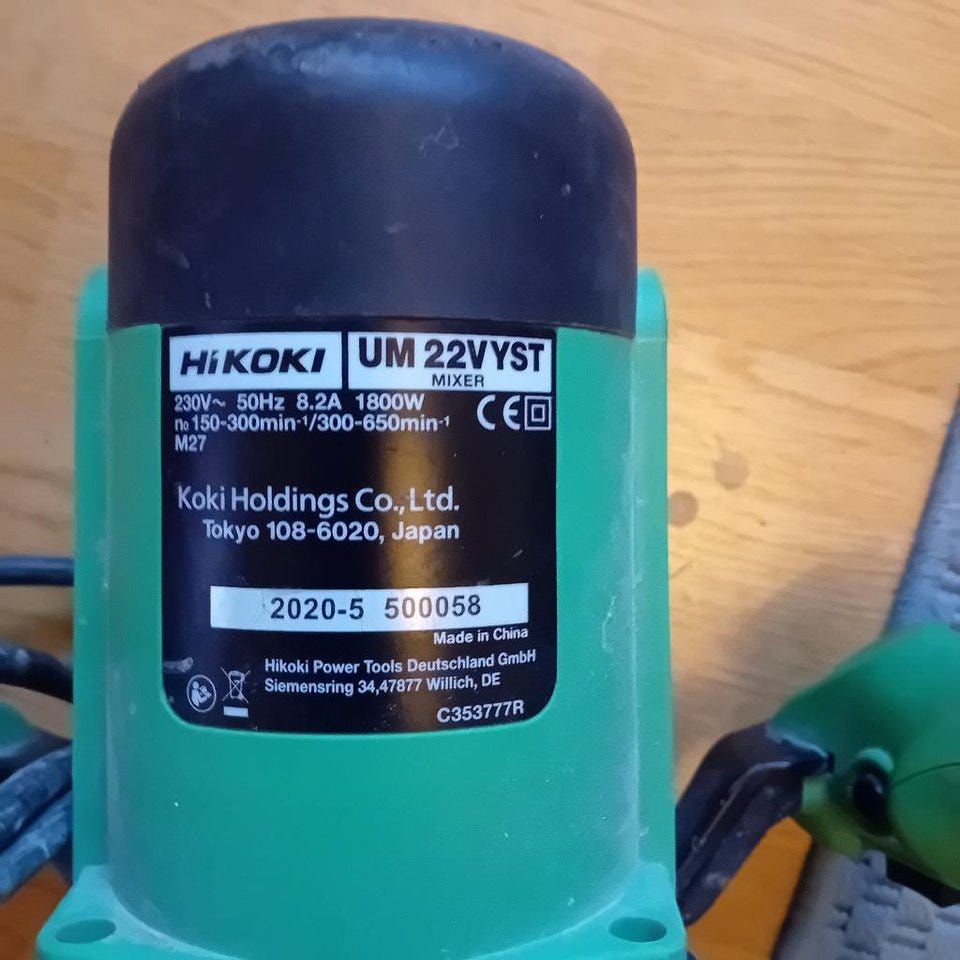 HiKOKI
UM 22VYST
MIXER
230V~ 50Hz 8.2A 1800W
n₀ 150-300min⁻¹/300-650min⁻¹
M27
CE
Koki Holdings Co.,Ltd.
Tokyo 108-6020, Japan
2020-5 500058
Made in China
Hikoki Power Tools Deutschland GmbH
Siemensring 34,47877 Willich, DE
C353777R